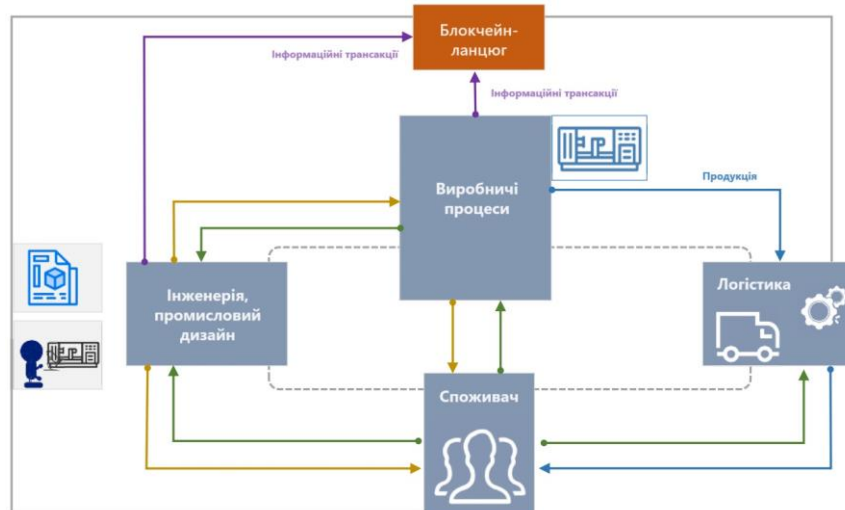 Блокчейн-
ланцюг
Інформаційні трансакції
Інформаційні трансакції
Виробничі
процеси
Продукція
Інженерія,
промисловий
дизайн
Логістика
Споживач